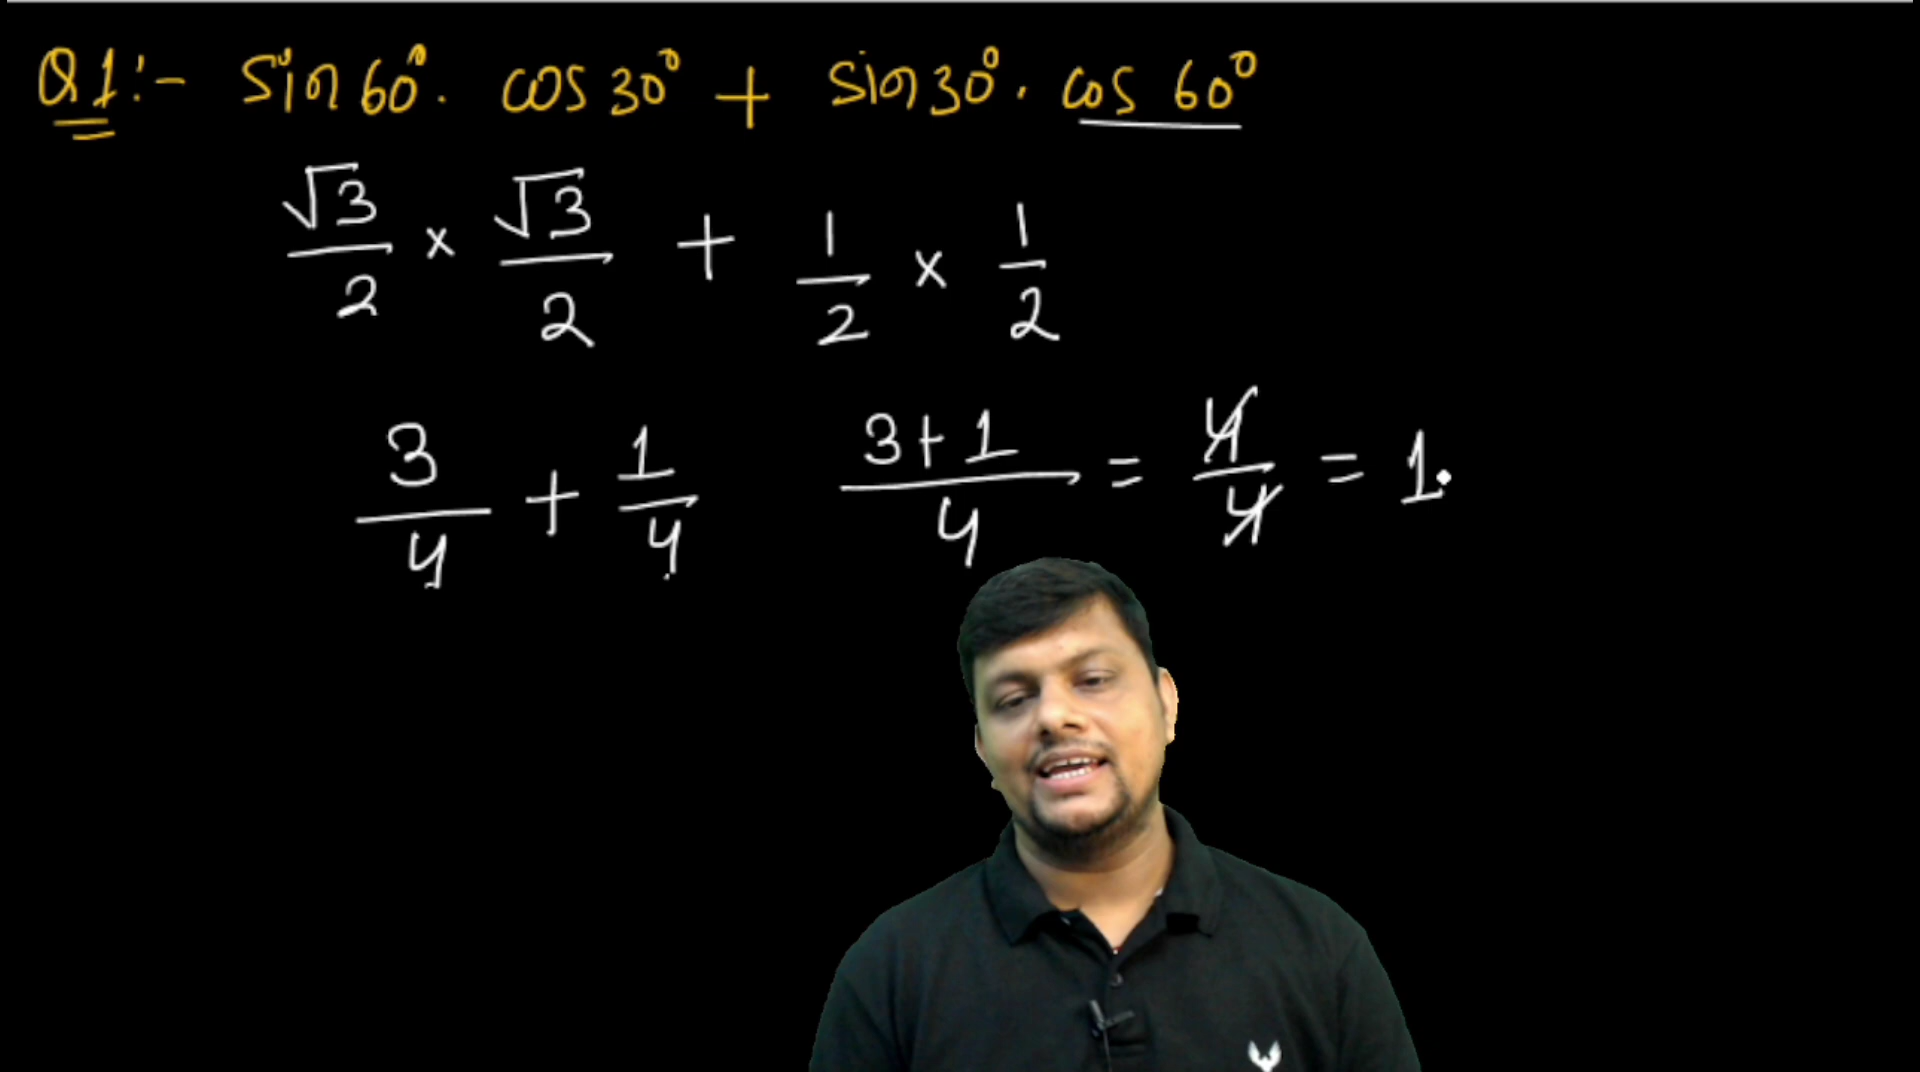 Q1:- Sin 60°. cos 30° + Sin 30°. cos 60°
√3/2 × √3/2 + 1/2 × 1/2
3/4 + 1/4 3+1/4 = 4/4 = 1.